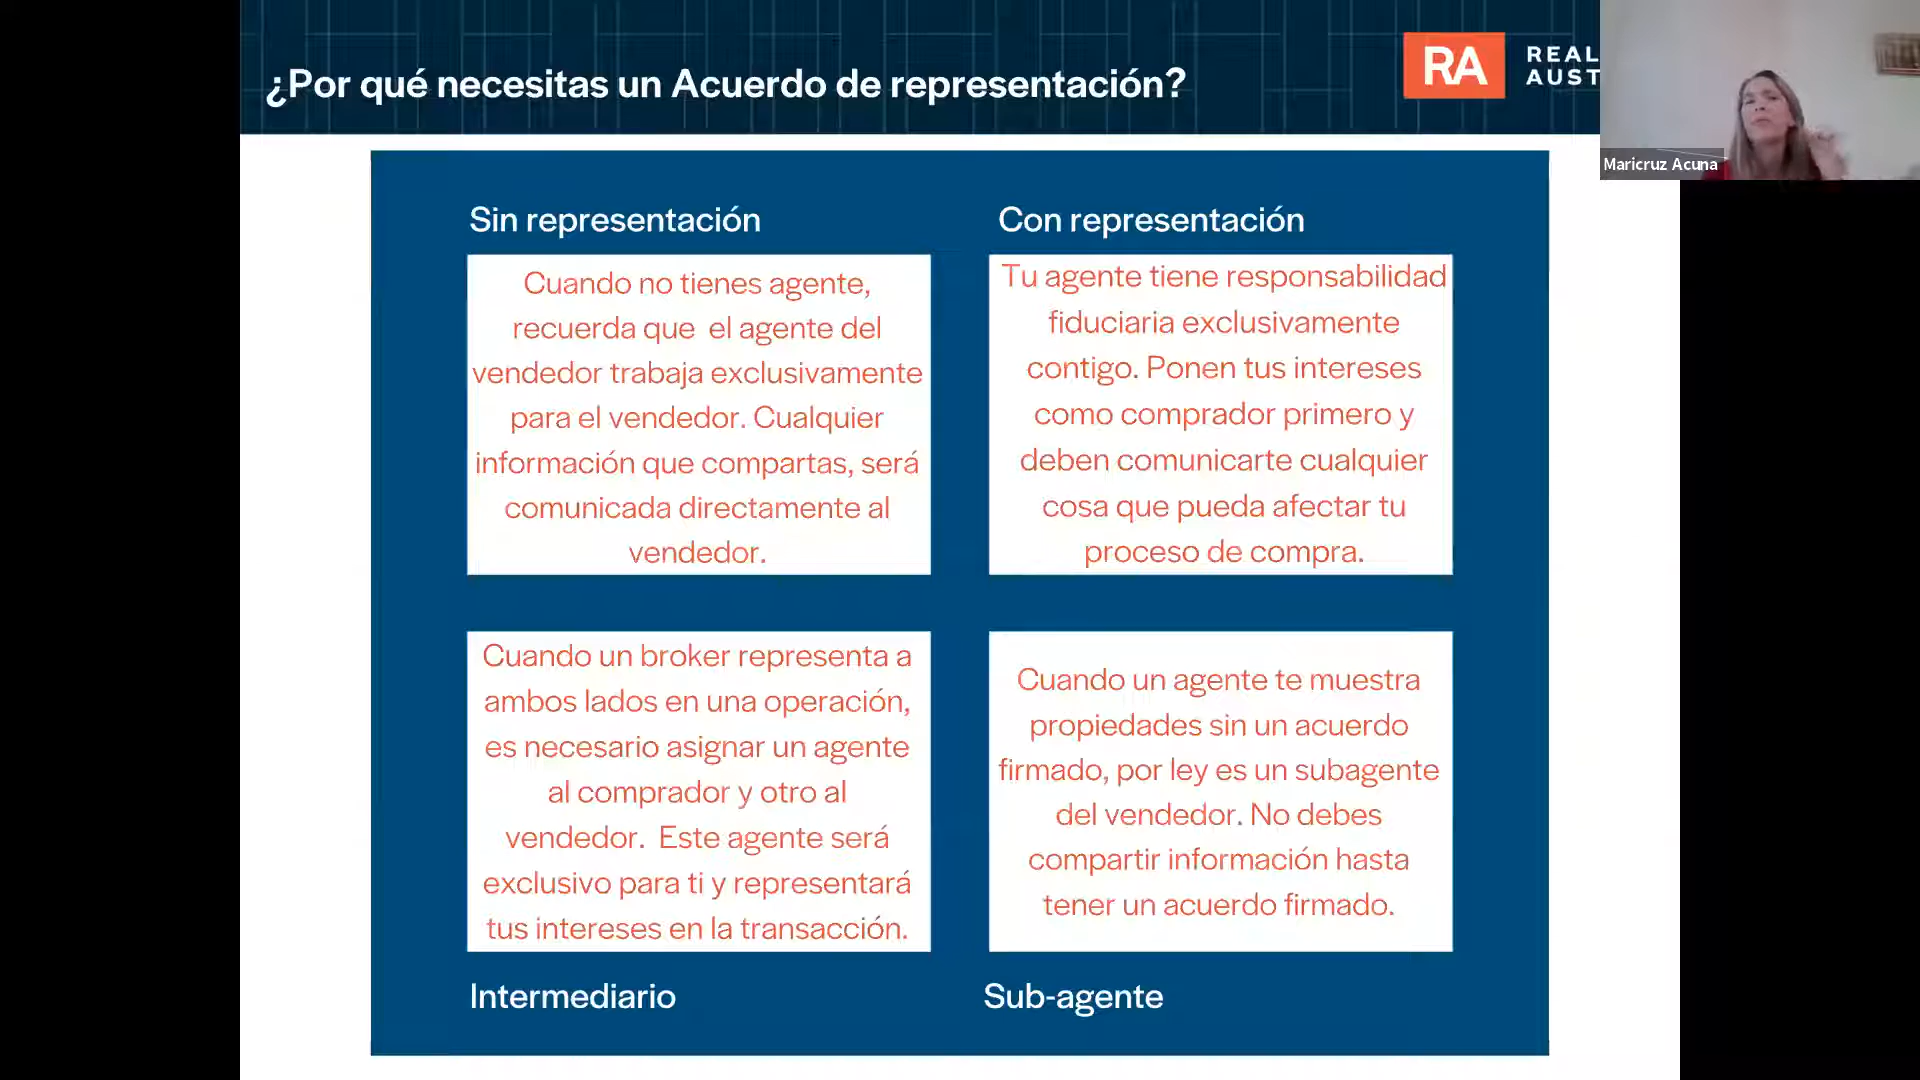 ¿Por qué necesitas un Acuerdo de representación?
RA
REAL
AUST
Maricruz Acuna
Sin representación
Cuando no tienes agente,
recuerda que el agente del
vendedor trabaja exclusivamente
para el vendedor. Cualquier
información que compartas, será
comunicada directamente al
vendedor.
Con representación
Tu agente tiene responsabilidad
fiduciaria exclusivamente
contigo. Ponen tus intereses
como comprador primero y
deben comunicarte cualquier
cosa que pueda afectar tu
proceso de compra.
Cuando un broker representa a
ambos lados en una operación,
es necesario asignar un agente
al comprador y otro al
vendedor. Este agente será
exclusivo para ti y representará
tus intereses en la transacción.
Intermediario
Cuando un agente te muestra
propiedades sin un acuerdo
firmado, por ley es un subagente
del vendedor. No debes
compartir información hasta
tener un acuerdo firmado.
Sub-agente